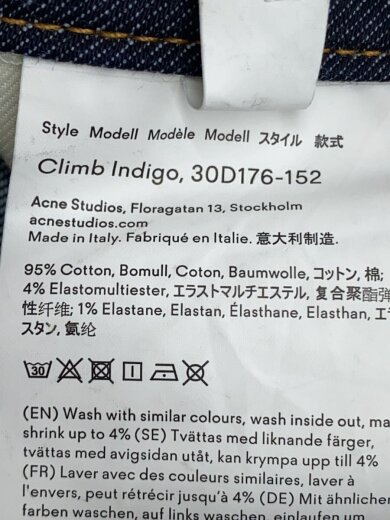 Style Modell Modèle Modell スタイル 款式
Climb Indigo, 30D176-152
Acne Studios, Floragatan 13, Stockholm
acnestudios.com
Made in Italy. Fabriqué en Italie. 意大利制造.
95% Cotton, Bomull, Coton, Baumwolle, コットン, 棉;
4% Elastomultiester, エラストマルチエステル, 复合聚酯弹
性纤维; 1% Elastane, Elastan, Élasthane, Elasthan, エラ
スタン, 氨纶
30
(EN) Wash with similar colours, wash inside out, ma
shrink up to 4% (SE) Tvättas med liknande färger,
tvättas med avigsidan utåt, kan krympa upp till 4%
(FR) Laver avec des couleurs similaires, laver à
l'envers, peut rétrécir jusqu'à 4% (DE) Mit ähnlichen
farben waschen, auf links waschen, einlaufen um